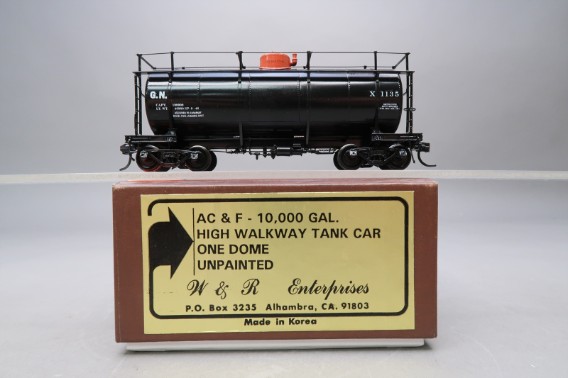 G.N.
X 1135
AC & F - 10,000 GAL.
HIGH WALKWAY TANK CAR
ONE DOME
UNPAINTED
W & R Enterprises
P.O. Box 3235 Alhambra, CA. 91803
Made in Korea